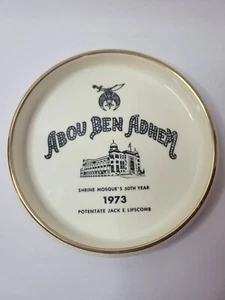 ABOU BEN ADHEM
SHRINE MOSQUE'S 50TH YEAR
1973
POTENTATE JACK E. LIPSCOMB